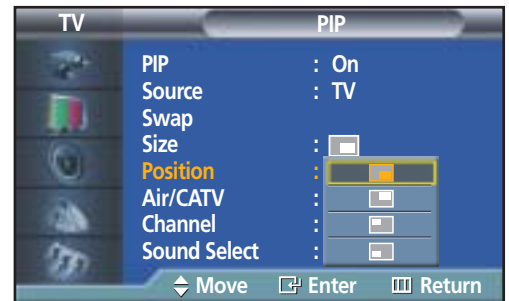 TV PIP
PIP : On
Source : TV
Swap
Size :
Position :
Air/CATV :
Channel :
Sound Select :
Move Enter Return